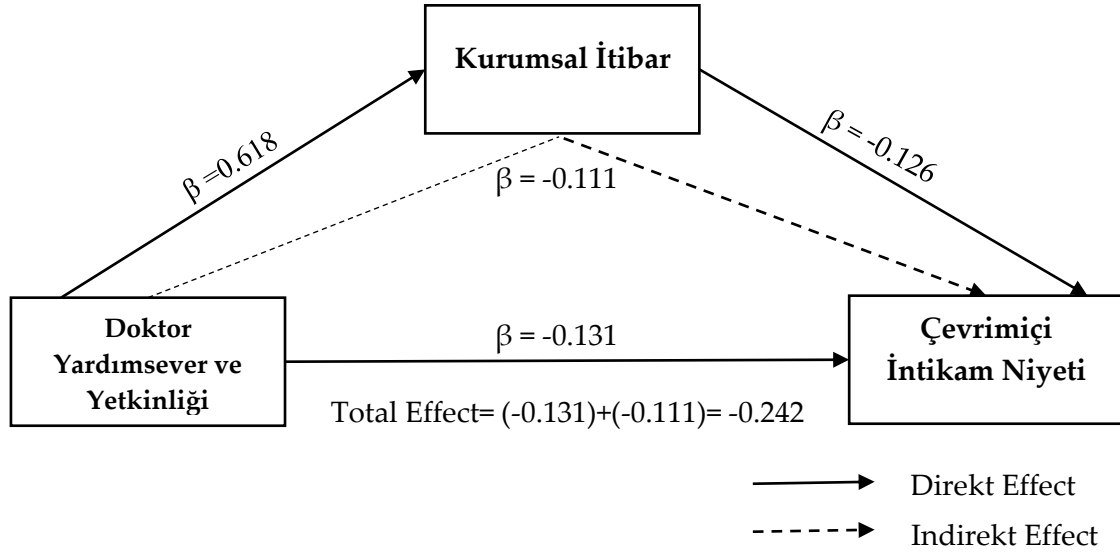 Kurumsal İtibar
β =0.618
β = -0.126
β = -0.111
Doktor
Yardımsever ve
Yetkinliği
β = -0.131
Çevrimiçi
İntikam Niyeti
Total Effect= (-0.131)+(-0.111)= -0.242
Direkt Effect
Indirekt Effect